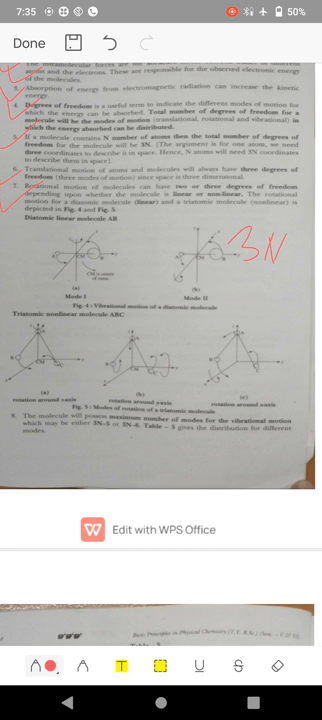 7:35
50%
Done
The intramolecular forces are the
atoms and the electrons. These are responsible for the observed electronic energy
of the molecules.
3. Absorption of energy from electromagnetic radiation can increase the kinetic
energy.
4. Degrees of freedom is a useful term to indicate the different modes of motion for
which the energy can be absorbed. Total number of degrees of freedom for a
molecule will be the modes of motion (translational, rotational and vibrational) in
which the energy absorbed can be distributed.
5. If a molecule contains N number of atoms then the total number of degrees of
freedom for the molecule will be 3N. [The argument is for one atom, we need
three coordinates to describe it in space. Hence, N atoms will need 3N coordinates
to describe them in space].
6. Translational motion of atoms and molecules will always have three degrees of
freedom (three modes of motion) since space is three dimensional.
7. Rotational motion of molecules can have two or three degrees of freedom
depending upon whether the molecule is linear or non-linear. The rotational
motion for a diatomic molecule (linear) and a triatomic molecule (nonlinear) is
depicted in Fig. 4 and Fig. 5.
Diatomic linear molecule AB
3N
CM
CM
(a)
(b)
Mode I
Mode II
Fig. 4 : Vibrational motion of a diatomic molecule
Triatomic nonlinear molecule ABC
(a)
(b)
(c)
rotation around
rotation around
rotation around
Fig. 5 : Modes of rotation of a triatomic molecule
8. The molecule will possess maximum number of modes for the vibrational motion
which may be either 3N–5 or 3N–6. Table – 5 gives the distribution for different
modes.
Edit with WPS Office
Basic Principles in Physical Chemistry